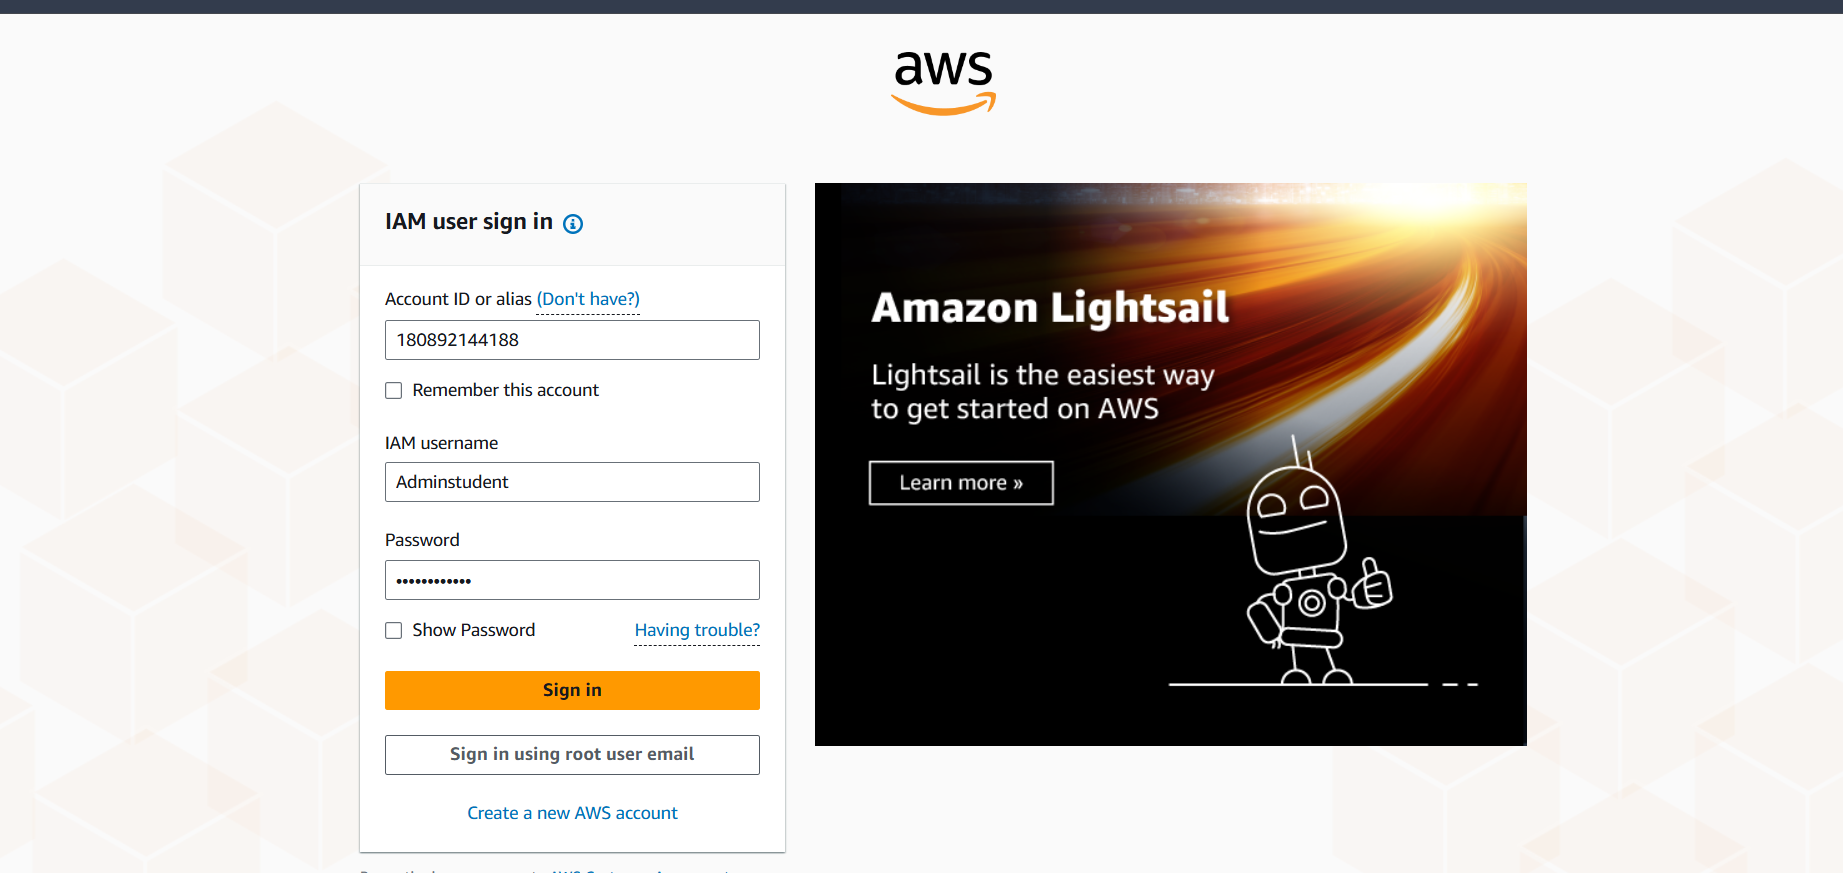 aws
IAM user sign in
Account ID or alias (Don't have?)
180892144188
Remember this account
IAM username
Adminstudent
Password
••••••••••••
Show Password
Having trouble?
Sign in
Sign in using root user email
Create a new AWS account
Amazon Lightsail
Lightsail is the easiest way
to get started on AWS
Learn more »